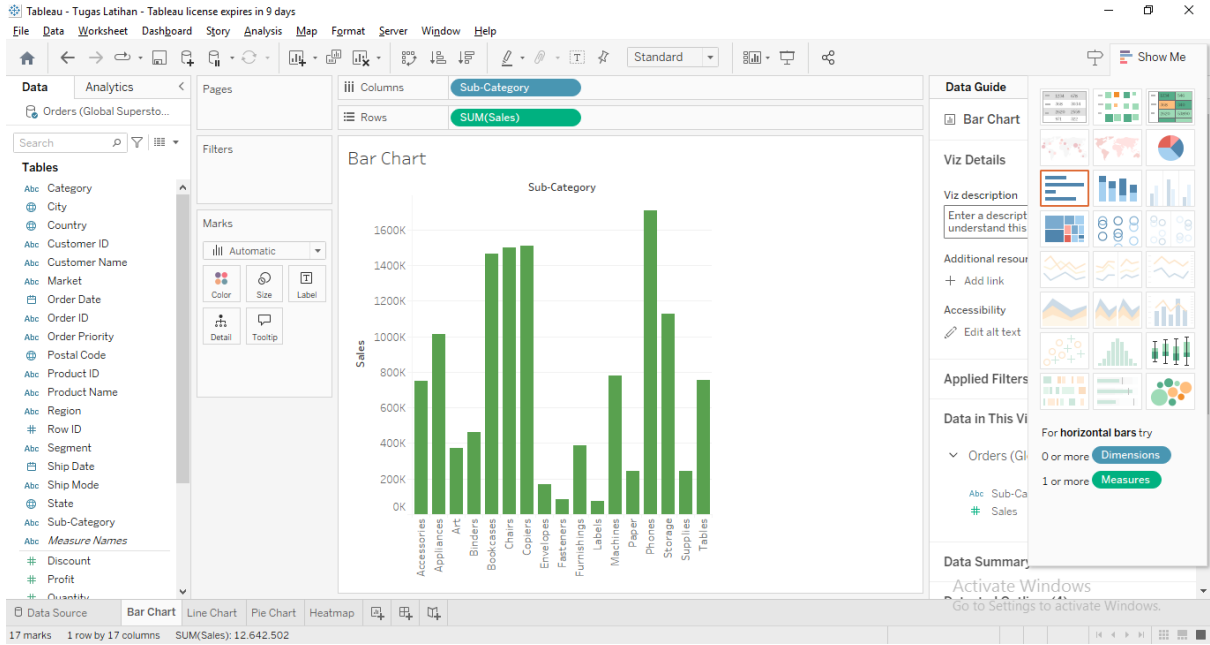 Tableau - Tugas Latihan - Tableau license expires in 9 days
File Data Worksheet Dashboard Story Analysis Map Format Server Window Help
Standard
Show Me
Data Analytics
Orders (Global Supersto...
Search
Tables
Abc Category
City
Country
Abc Customer ID
Abc Customer Name
Abc Market
Order Date
Abc Order ID
Abc Order Priority
Postal Code
Abc Product ID
Abc Product Name
Abc Region
# Row ID
Abc Segment
Ship Date
Abc Ship Mode
State
Abc Sub-Category
Abc Measure Names
# Discount
# Profit
# Quantity
Pages
Filters
Marks
Automatic
Color Size Label
Detail Tooltip
Columns Sub-Category
Rows SUM(Sales)
Bar Chart
Sub-Category
Sales
1600K
1400K
1200K
1000K
800K
600K
400K
200K
0K
Accessories
Appliances
Art
Binders
Bookcases
Chairs
Copiers
Envelopes
Fasteners
Furnishings
Labels
Machines
Paper
Phones
Storage
Supplies
Tables
Data Guide
Bar Chart
Viz Details
Viz description
Enter a descript
understand this
Additional resour
+ Add link
Accessibility
Edit alt text
Applied Filters
Data in This Vi
Orders (Gl
Abc Sub-Ca
# Sales
Data Summary
For horizontal bars try
0 or more Dimensions
1 or more Measures
Activate Windows
Go to Settings to activate Windows.
Data Source Bar Chart Line Chart Pie Chart Heatmap
17 marks 1 row by 17 columns SUM(Sales): 12.642.502